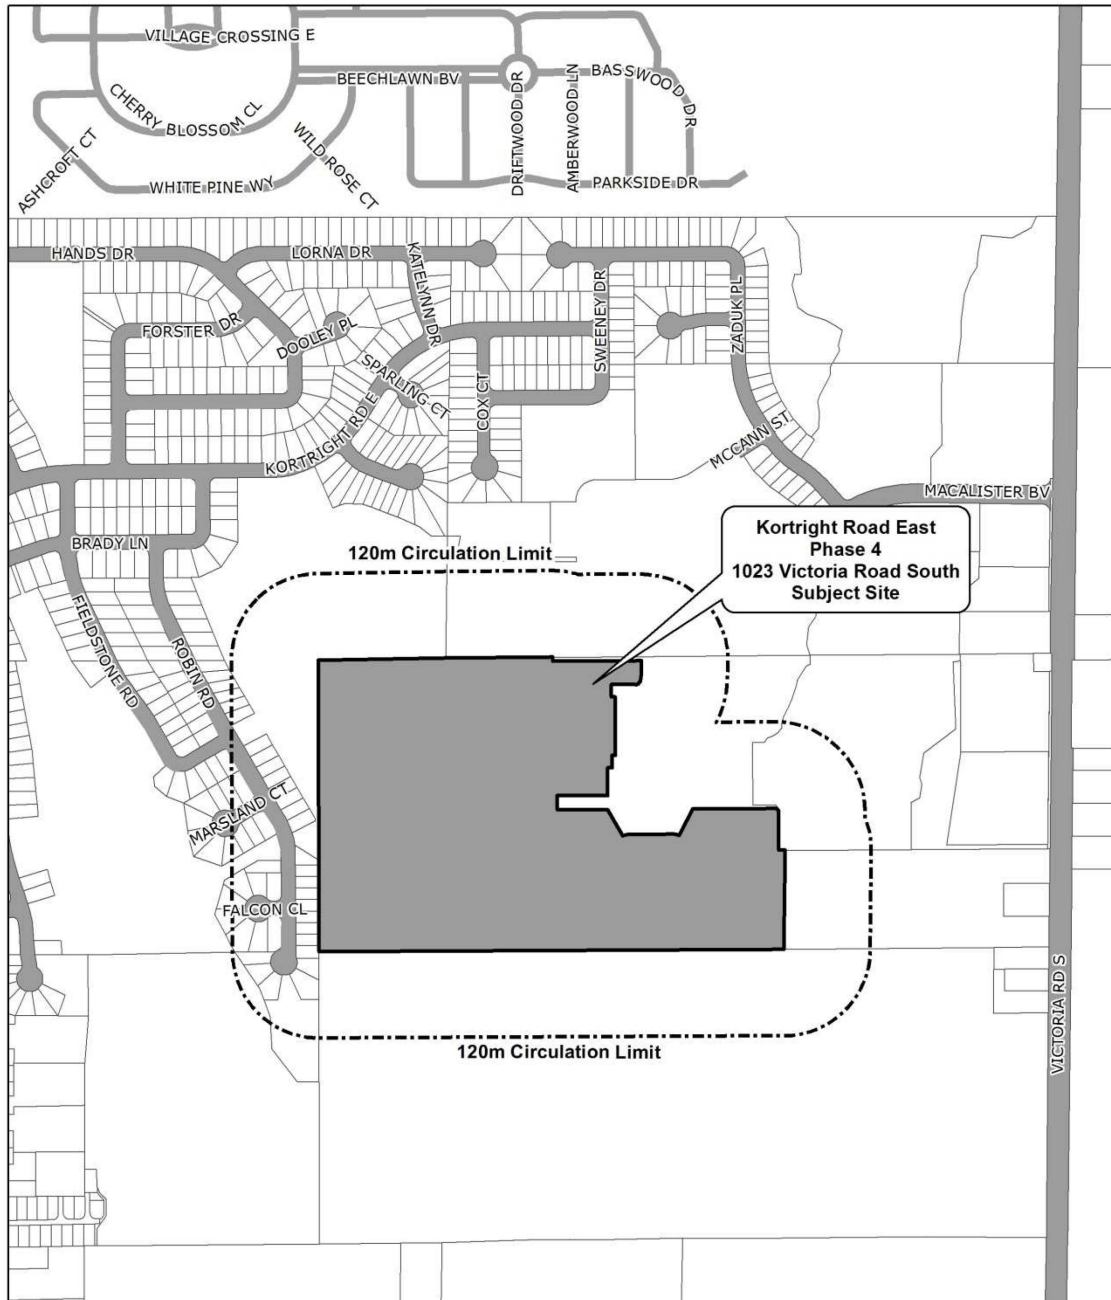 VILLAGE CROSSING E
BEECHLAWN BV
BASSWOOD DR
CHERRY BLOSSOM CL
DRIFTWOOD DR
AMBERWOOD LN
ASHCROFT CT
WILD ROSE CT
WHITE PINE WY
PARKSIDE DR
HANDS DR
LORNA DR
KATELYNN DR
FORSTER DR
DOOLEY PL
SWEENEY DR
ZADUK PL
SPARLING CT
COX CT
KORTRIGHT RD E
MCCANN ST
MACALISTER BV
BRADY LN
120m Circulation Limit
Kortright Road East
Phase 4
1023 Victoria Road South
Subject Site
FIELDSTONE RD
ROBIN RD
MARSLAND CT
FALCON CL
VICTORIA RD S
120m Circulation Limit